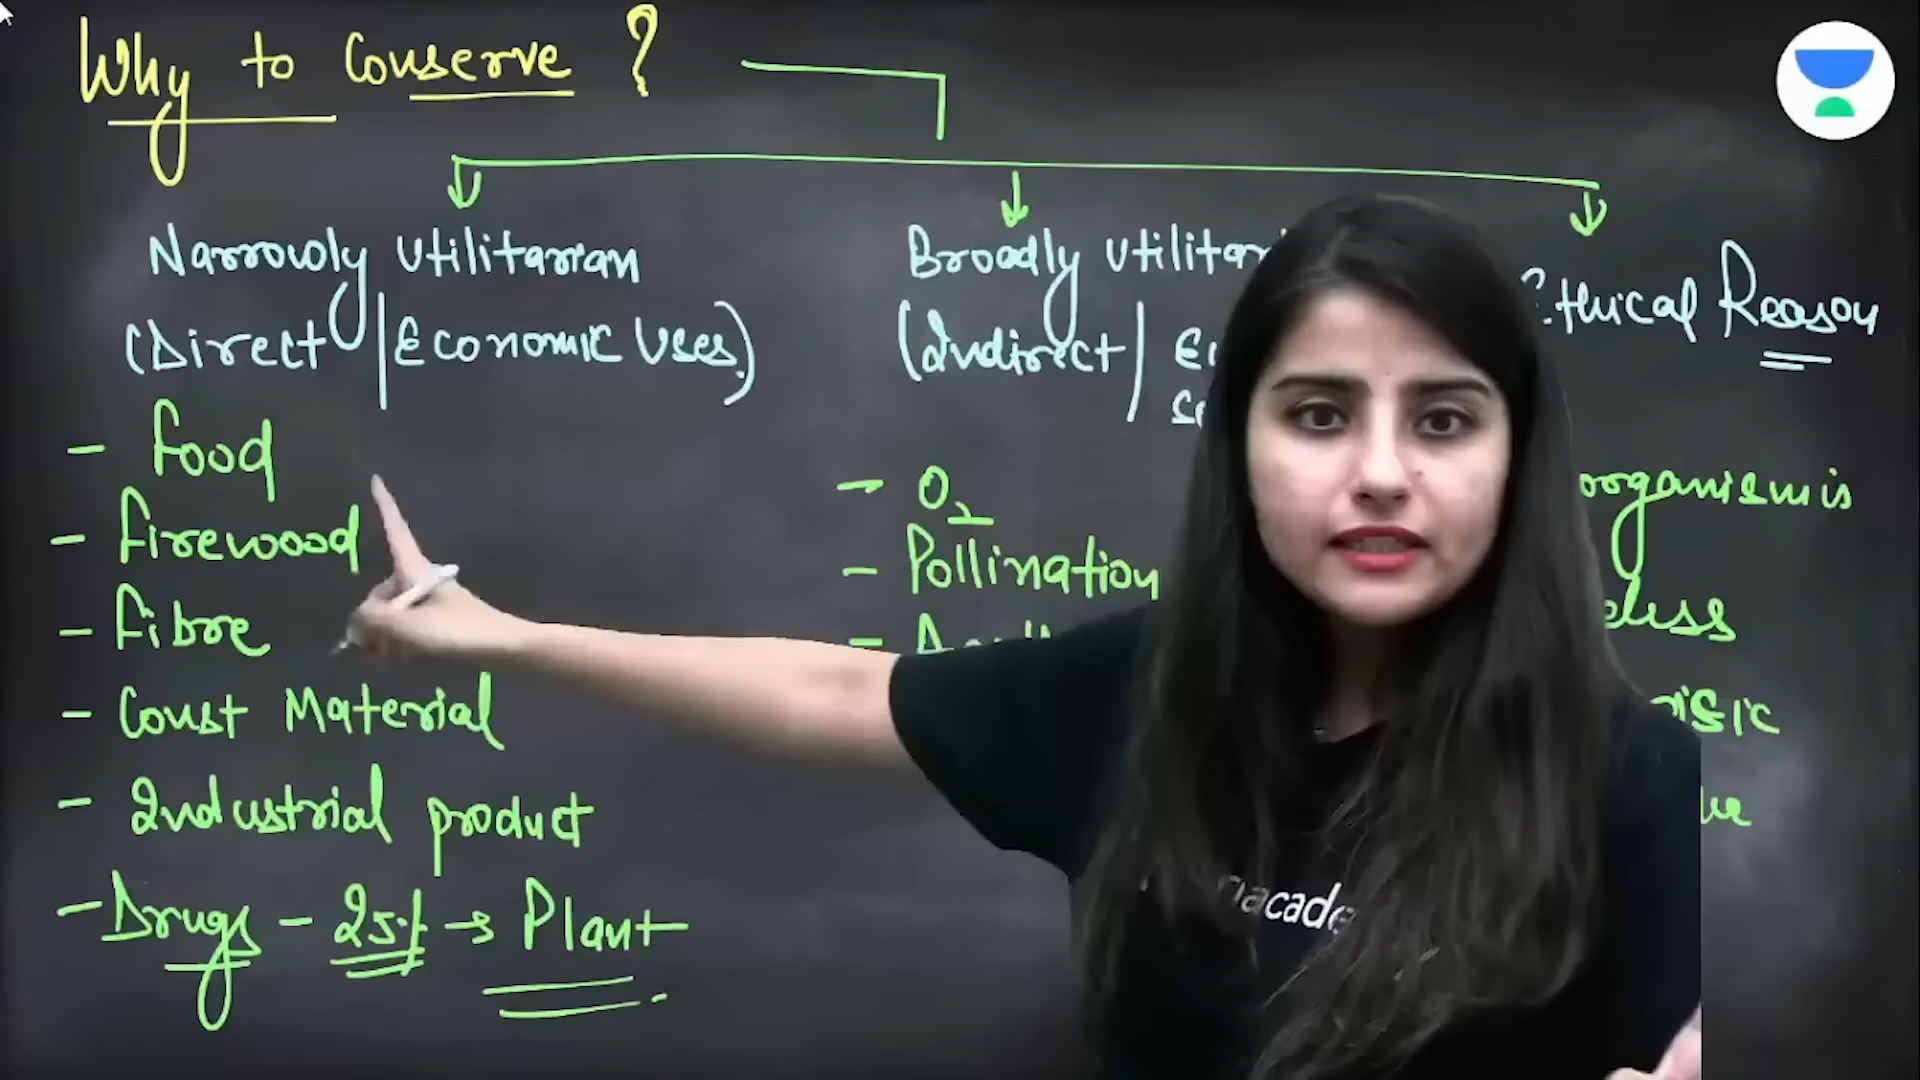 Why to Conserve ?
Narrowly utilitarian
(Direct / Economic Uses)
- Food
- Firewood
- Fibre
- Const Material
- Industrial product
- Drugs - 25% → Plant
Broadly
(Indirect /
→ O2
- Pollination
Ethical Reason
organism is